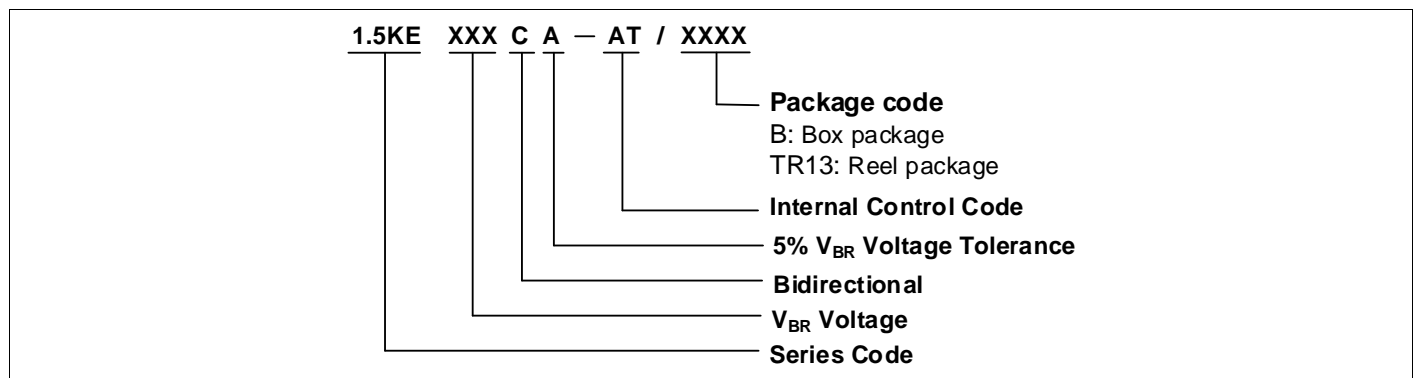 1.5KE XXX C A — AT / XXXX
Package code
B: Box package
TR13: Reel package
Internal Control Code
5% VBR Voltage Tolerance
Bidirectional
VBR Voltage
Series Code